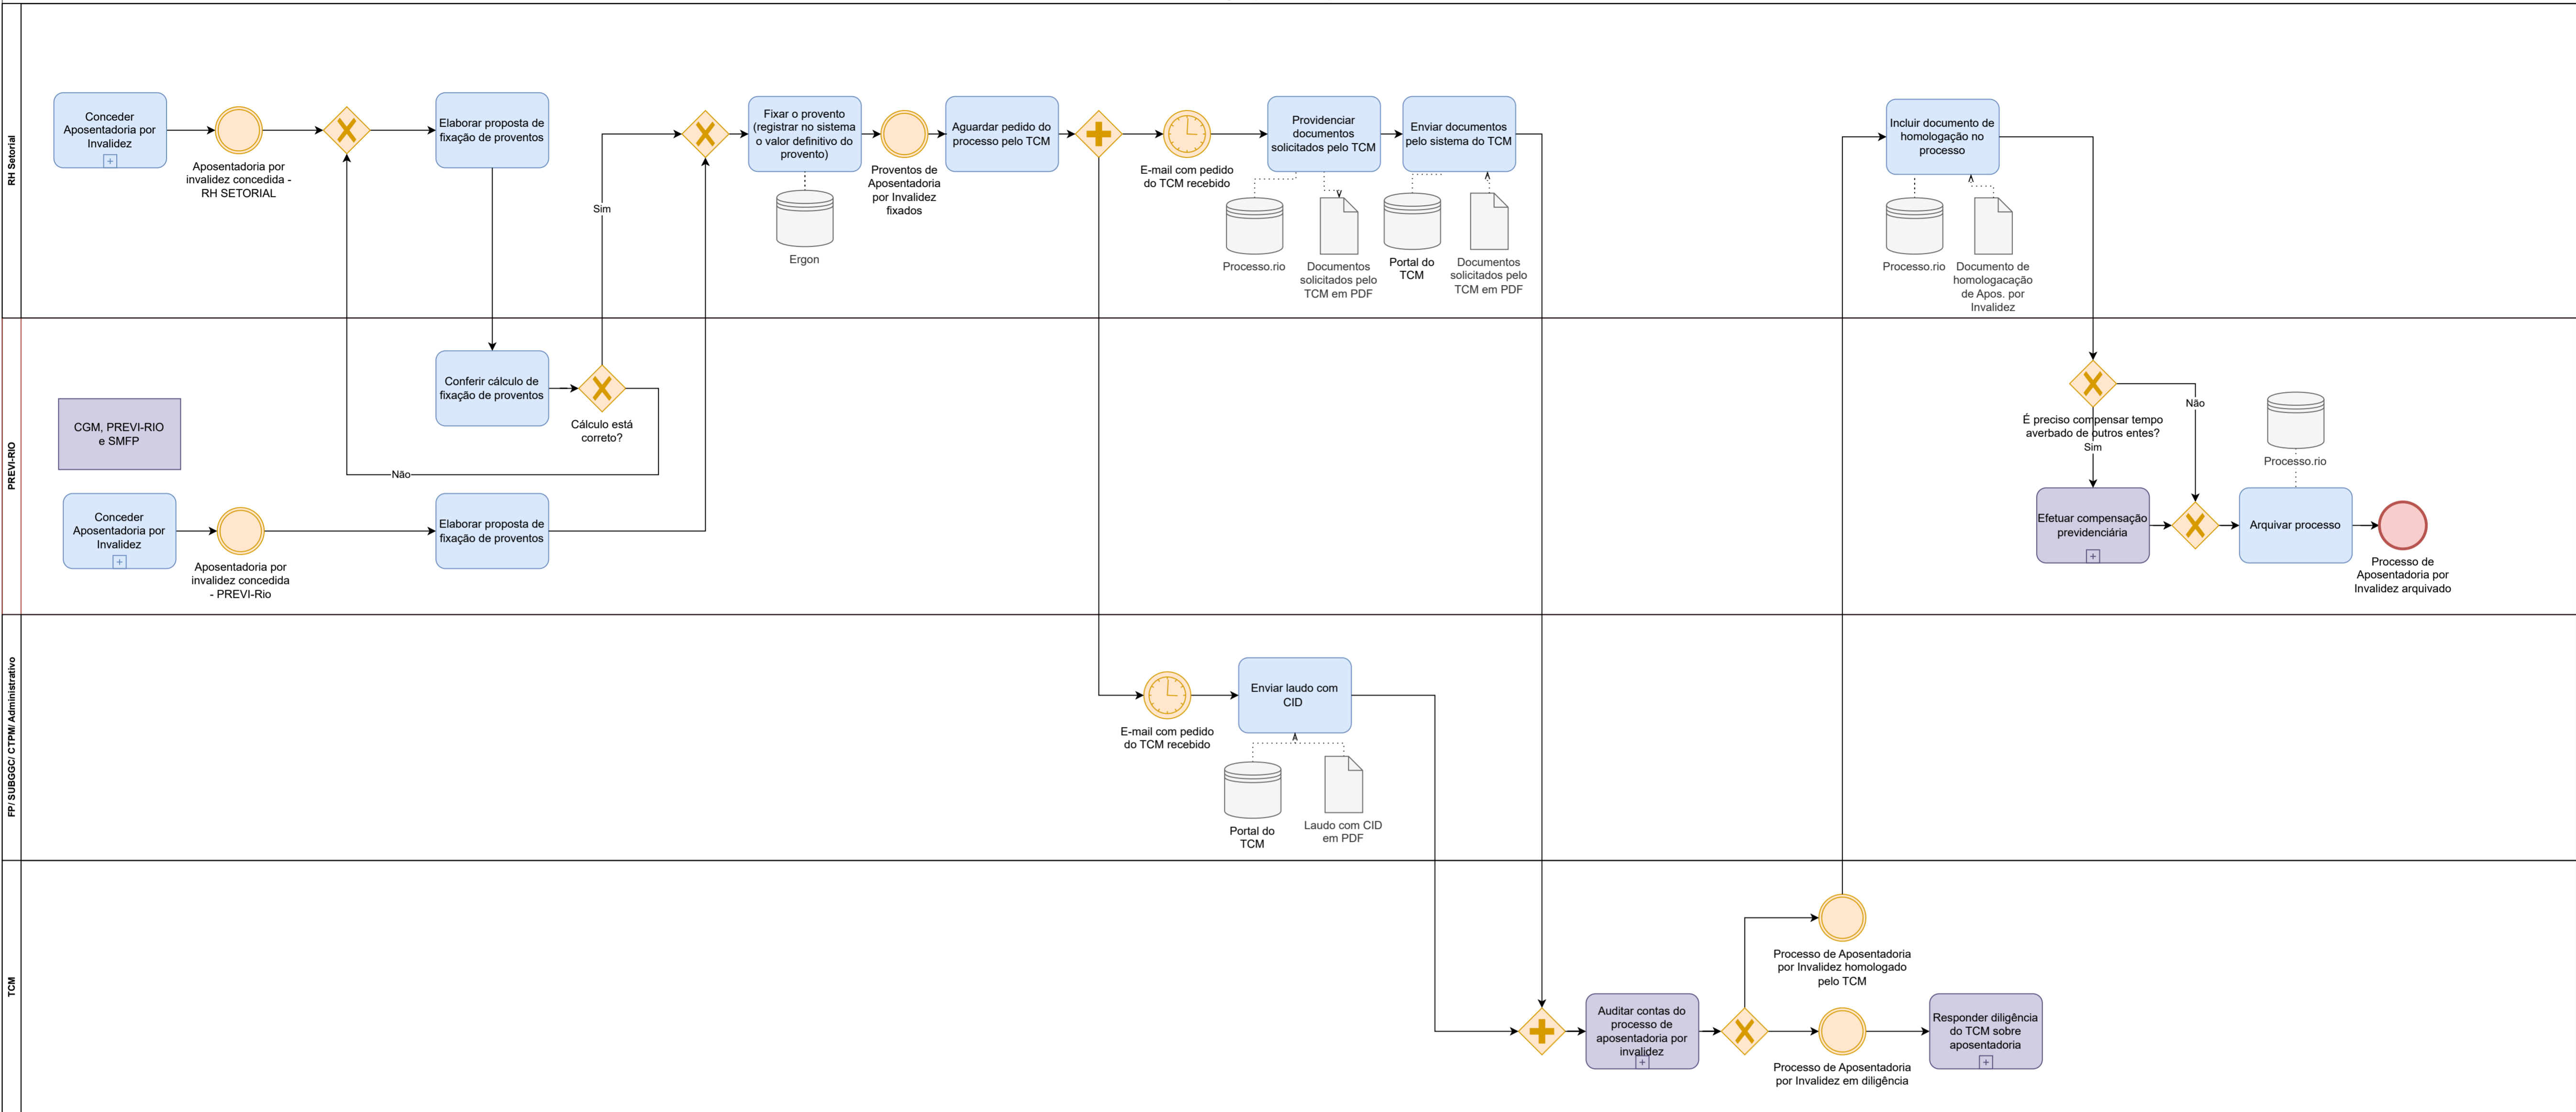 RH Setorial
Conceder
Aposentadoria por
Invalidez
Aposentadoria por
invalidez concedida -
RH SETORIAL
Elaborar proposta de
fixação de proventos
Sim
Fixar o provento
(registrar no sistema
o valor definitivo do
provento)
Ergon
Proventos de
Aposentadoria
por Invalidez
fixados
Aguardar pedido do
processo pelo TCM
E-mail com pedido
do TCM recebido
Providenciar
documentos
solicitados pelo TCM
Processo.rio
Documentos
solicitados pelo
TCM em PDF
Enviar documentos
pelo sistema do TCM
Portal do
TCM
Documentos
solicitados pelo
TCM em PDF
Incluir documento de
homologação no
processo
Processo.rio
Documento de
homologacação
de Apos. por
Invalidez
PREVI-RIO
CGM, PREVI-RIO
e SMFP
Conferir cálculo de
fixação de proventos
Cálculo está
correto?
Não
Conceder
Aposentadoria por
Invalidez
Aposentadoria por
invalidez concedida
- PREVI-Rio
Elaborar proposta de
fixação de proventos
É preciso compensar tempo
averbado de outros entes?
Sim
Não
Efetuar compensação
previdenciária
Processo.rio
Arquivar processo
Processo de
Aposentadoria por
Invalidez arquivado
FP/ SUBGGC/ CTPM/ Administrativo
E-mail com pedido
do TCM recebido
Enviar laudo com
CID
Portal do
TCM
Laudo com CID
em PDF
TCM
Auditar contas do
processo de
aposentadoria por
invalidez
Processo de Aposentadoria
por Invalidez homologado
pelo TCM
Processo de Aposentadoria
por Invalidez em diligência
Responder diligência
do TCM sobre
aposentadoria